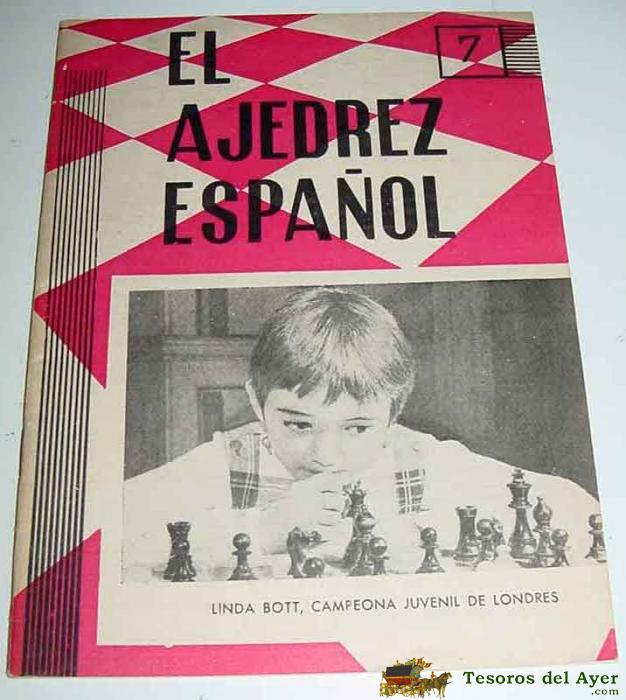 7
EL
AJEDREZ
ESPAÑOL
LINDA BOTT, CAMPEONA JUVENIL DE LONDRES
Tesoros del Ayer
.com